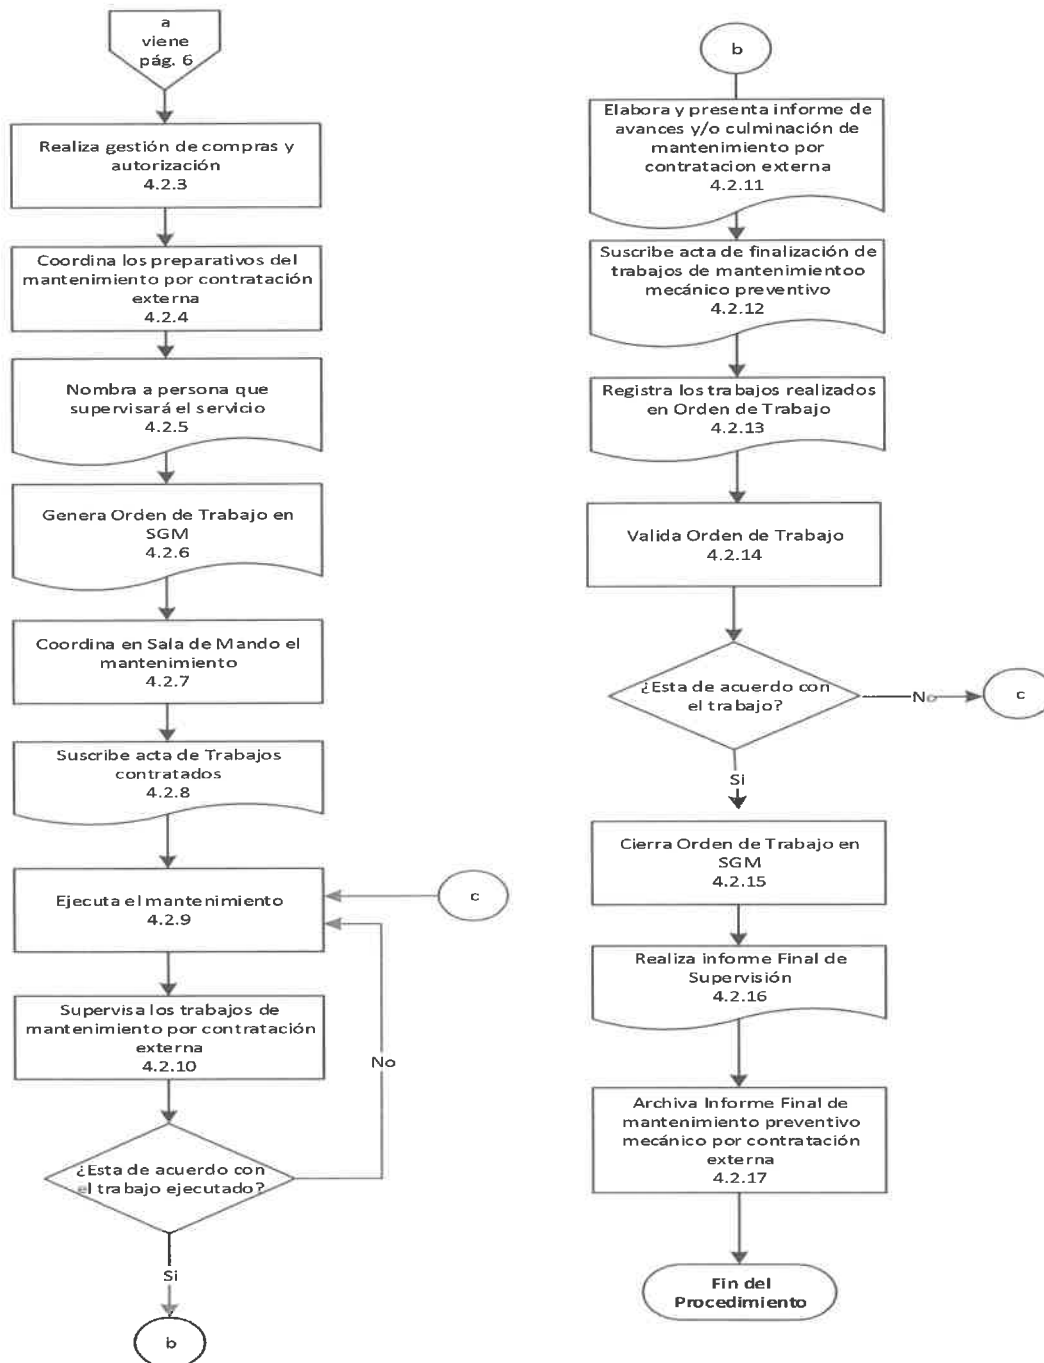 a
viene
pág. 6
Realiza gestión de compras y
autorización
4.2.3
Coordina los preparativos del
mantenimiento por contratación
externa
4.2.4
Nombra a persona que
supervisará el servicio
4.2.5
Genera Orden de Trabajo en
SGM
4.2.6
Coordina en Sala de Mando el
mantenimiento
4.2.7
Suscribe acta de Trabajos
contratados
4.2.8
Ejecuta el mantenimiento
4.2.9
c
Supervisa los trabajos de
mantenimiento por contratación
externa
4.2.10
No
¿Esta de acuerdo con
el trabajo ejecutado?
Si
b
b
Elabora y presenta informe de
avances y/o culminación de
mantenimiento por
contratacion externa
4.2.11
Suscribe acta de finalización de
trabajos de mantenimientoo
mecánico preventivo
4.2.12
Registra los trabajos realizados
en Orden de Trabajo
4.2.13
Valida Orden de Trabajo
4.2.14
¿Esta de acuerdo con
el trabajo?
No
c
Si
Cierra Orden de Trabajo en
SGM
4.2.15
Realiza informe Final de
Supervisión
4.2.16
Archiva Informe Final de
mantenimiento preventivo
mecánico por contratación
externa
4.2.17
Fin del
Procedimiento